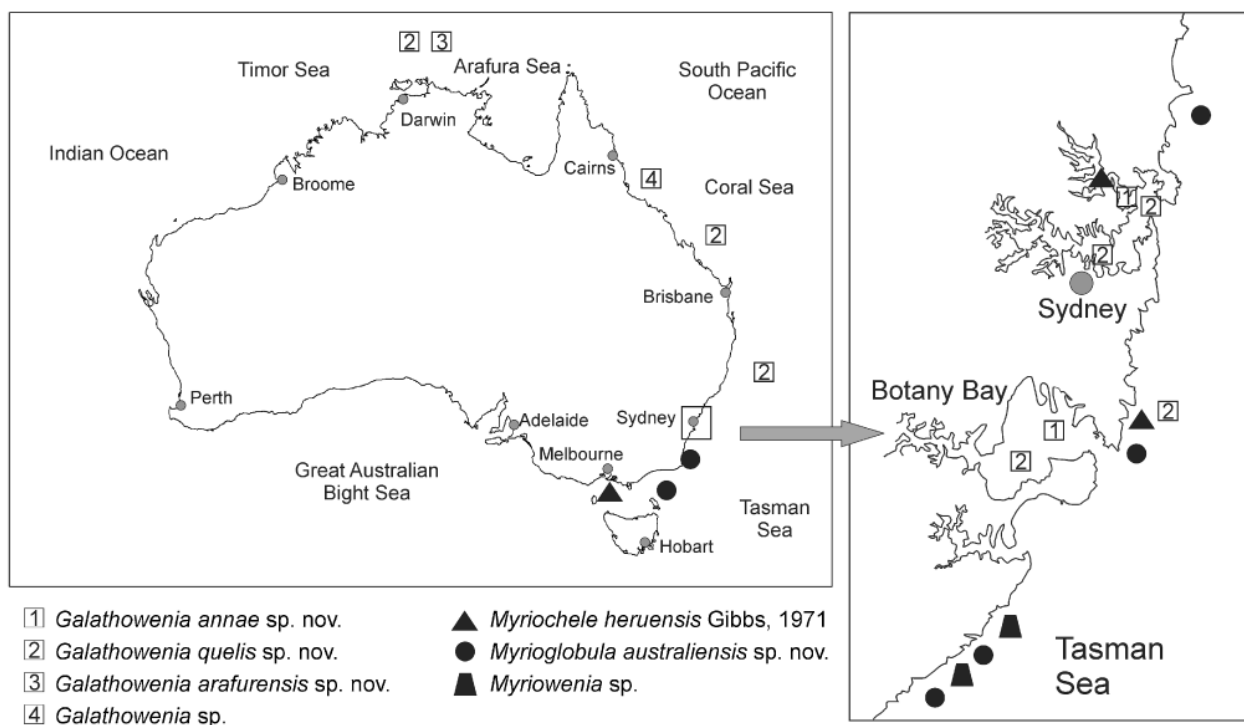 2 3
Timor Sea
Arafura Sea
South Pacific
Ocean
Darwin
Indian Ocean
Cairns
Broome
4
Coral Sea
2
Brisbane
2
Perth
Adelaide
Sydney
Melbourne
Great Australian
Bight Sea
Tasman
Sea
Hobart
1
2
2
Sydney
Botany Bay
2
1
2
Tasman
Sea
1 Galathowenia annae sp. nov.
2 Galathowenia quelis sp. nov.
3 Galathowenia arafurensis sp. nov.
4 Galathowenia sp.
Myriochele heruensis Gibbs, 1971
Myrioglobula australiensis sp. nov.
Myriowenia sp.